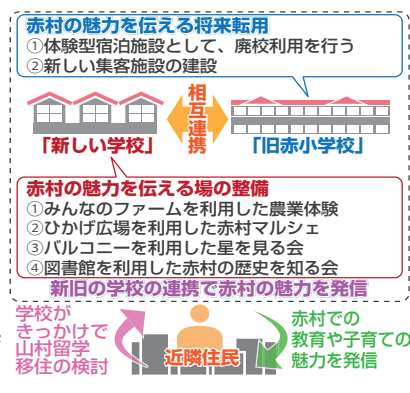 赤村の魅力を伝える将来転用
①体験型宿泊施設として、廃校利用を行う
②新しい集客施設の建設
相互連携
「新しい学校」
「旧赤小学校」
赤村の魅力を伝える場の整備
①みんなのファームを利用した農業体験
②ひかげ広場を利用した赤村マルシェ
③バルコニーを利用した星を見る会
④図書館を利用した赤村の歴史を知る会
新旧の学校の連携で赤村の魅力を発信
学校が
きっかけで
山村留学
移住の検討
近隣住民
赤村での
教育や子育ての
魅力を発信